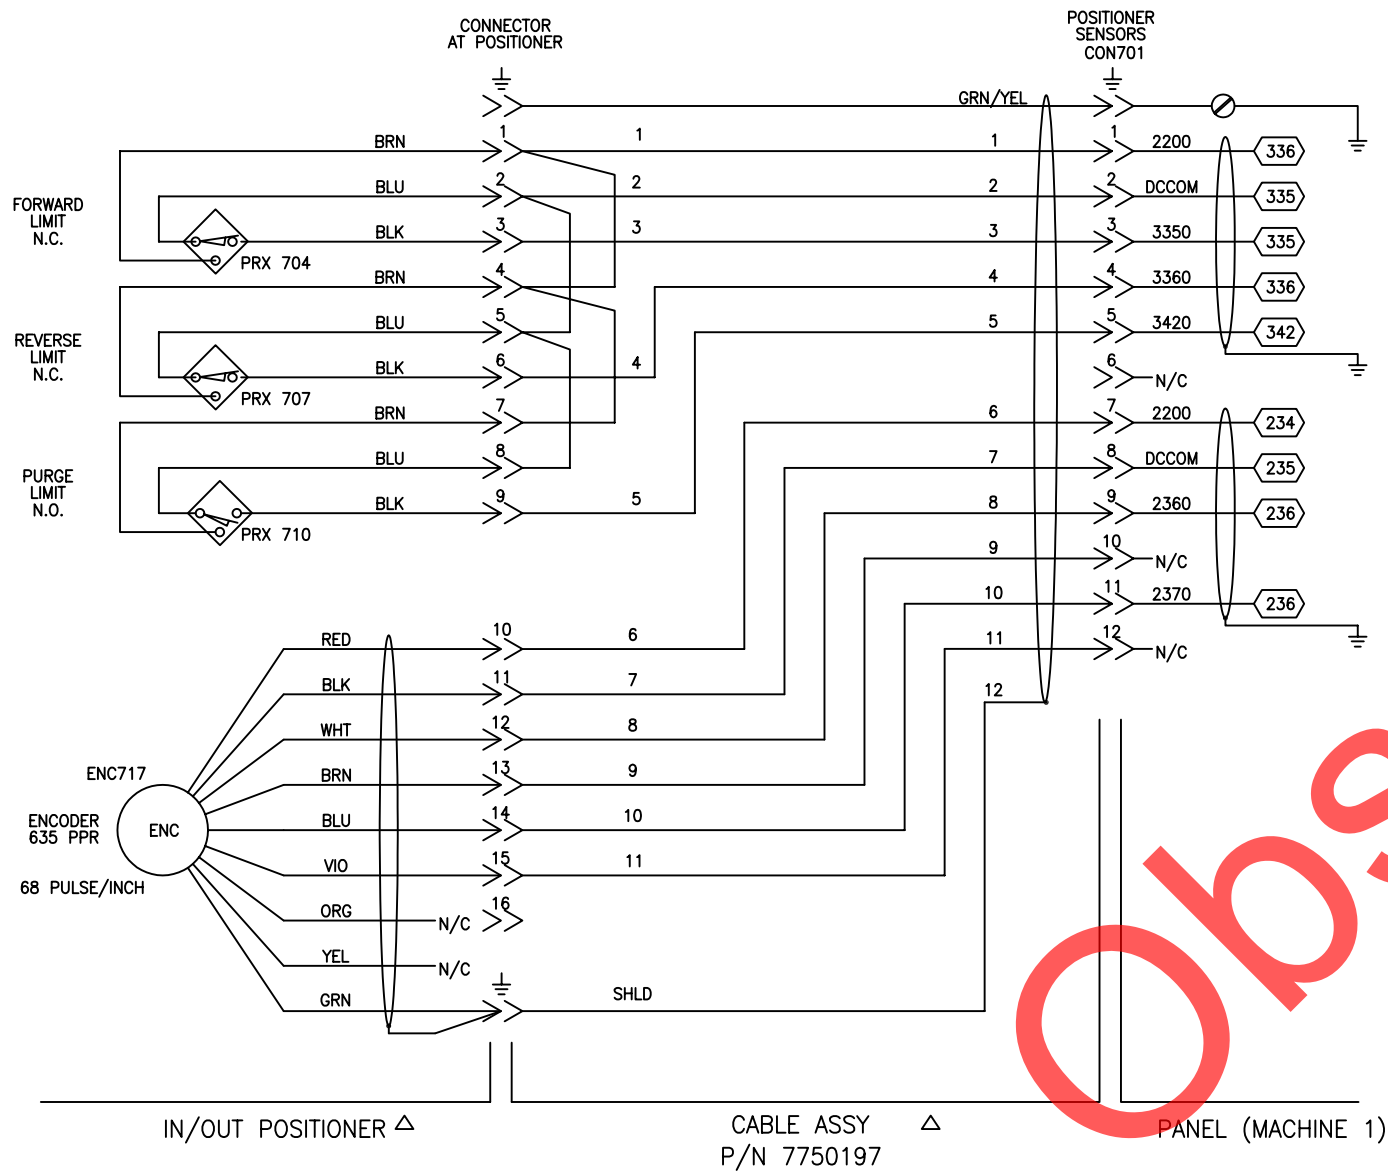 CONNECTOR
AT POSITIONER
POSITIONER
SENSORS
CON701
GRN/YEL
BRN 1 1 1 1 2200 336
BLU 2 2 2 2 DCCOM 335
FORWARD
LIMIT
N.C.
BLK 3 3 3 3 3350 335
PRX 704
BRN 4 4 4 3360 336
BLU 5 5 5 3420 342
REVERSE
LIMIT
N.C.
BLK 6 4 6 N/C
PRX 707
BRN 7 6 7 2200 234
BLU 8 7 8 DCCOM 235
PURGE
LIMIT
N.O.
BLK 9 5 8 9 2360 236
PRX 710
9 10 N/C
10 11 2370 236
RED 10 6 11 12 N/C
BLK 11 7 12
WHT 12 8
ENC717
BRN 13 9
ENCODER
635 PPR
ENC
BLU 14 10
68 PULSE/INCH
VIO 15 11
ORG N/C 16
YEL N/C
GRN SHLD
IN/OUT POSITIONER
CABLE ASSY
P/N 7750197
PANEL (MACHINE 1)
Obs